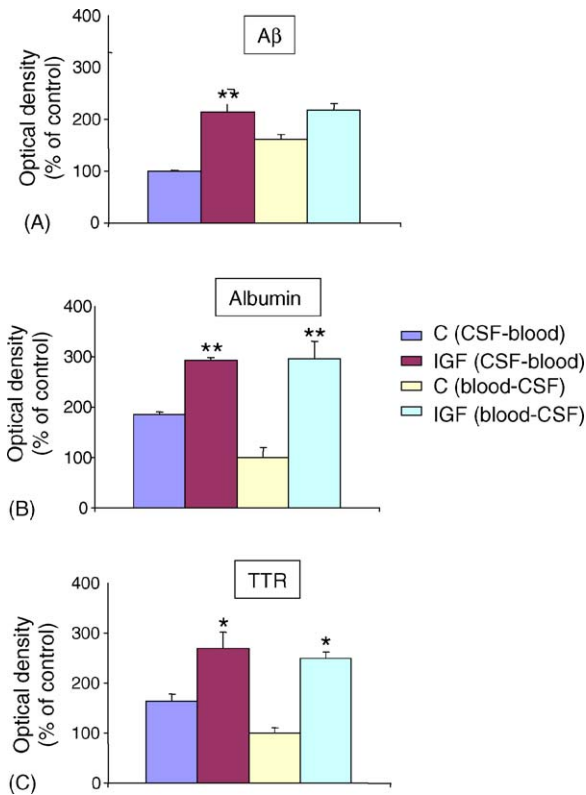 Aβ
Optical density
(% of control)
400
300
200
100
0
**
(A)
Albumin
Optical density
(% of control)
400
300
200
100
0
**
**
(B)
C (CSF-blood)
IGF (CSF-blood)
C (blood-CSF)
IGF (blood-CSF)
TTR
Optical density
(% of control)
400
300
200
100
0
*
*
(C)